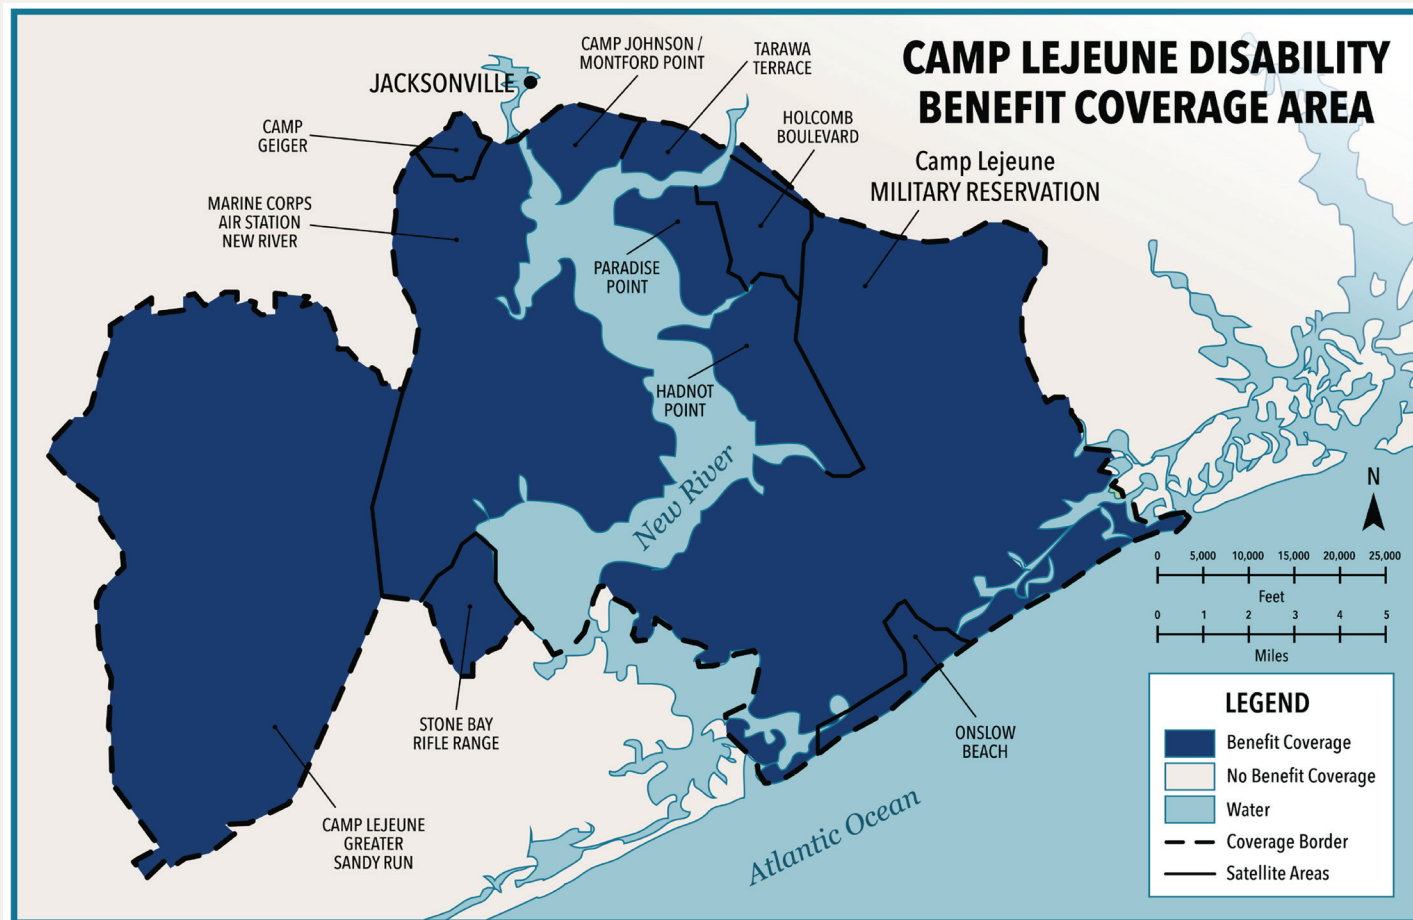 CAMP LEJEUNE DISABILITY
BENEFIT COVERAGE AREA
CAMP JOHNSON /
MONTFORD POINT
TARAWA
TERRACE
JACKSONVILLE
HOLCOMB
BOULEVARD
CAMP
GEIGER
Camp Lejeune
MILITARY RESERVATION
MARINE CORPS
AIR STATION
NEW RIVER
PARADISE
POINT
HADNOT
POINT
New River
N
0 5,000 10,000 15,000 20,000 25,000
Feet
0 1 2 3 4 5
Miles
STONE BAY
RIFLE RANGE
ONSLOW
BEACH
CAMP LEJEUNE
GREATER
SANDY RUN
Atlantic Ocean
LEGEND
Benefit Coverage
No Benefit Coverage
Water
Coverage Border
Satellite Areas